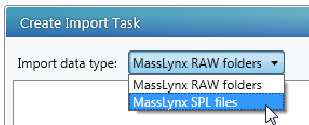 Create Import Task
Import data type: MassLynx RAW folders
MassLynx RAW folders
MassLynx SPL files